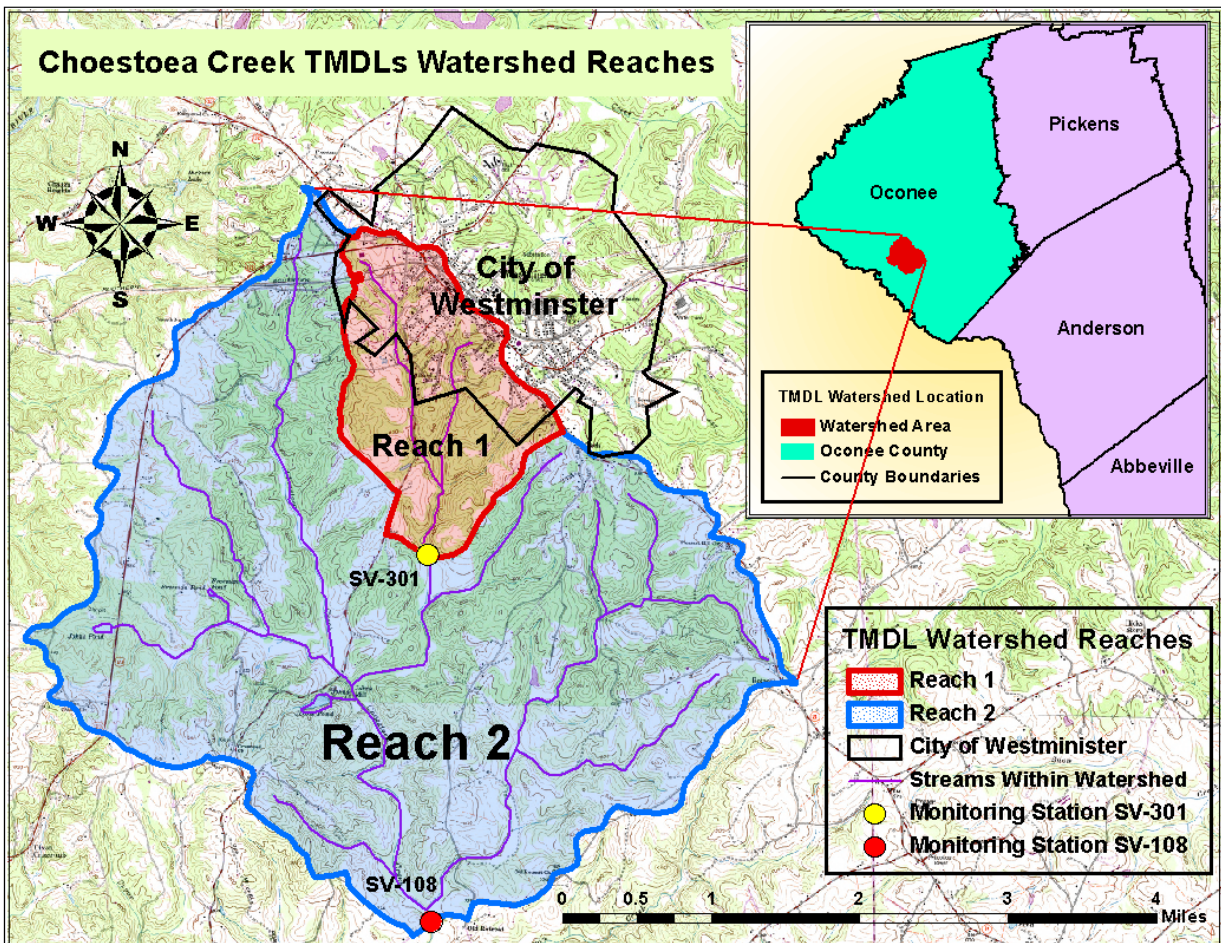 Choestoea Creek TMDLs Watershed Reaches
N
W
E
S
City of
Westminster
Reach 1
SV-301
Reach 2
SV-108
Old Retreat
Pickens
Oconee
Anderson
Abbeville
TMDL Watershed Location
Watershed Area
Oconee County
County Boundaries
TMDL Watershed Reaches
Reach 1
Reach 2
City of Westminister
Streams Within Watershed
Monitoring Station SV-301
Monitoring Station SV-108
0
0.5
1
2
3
4
Miles